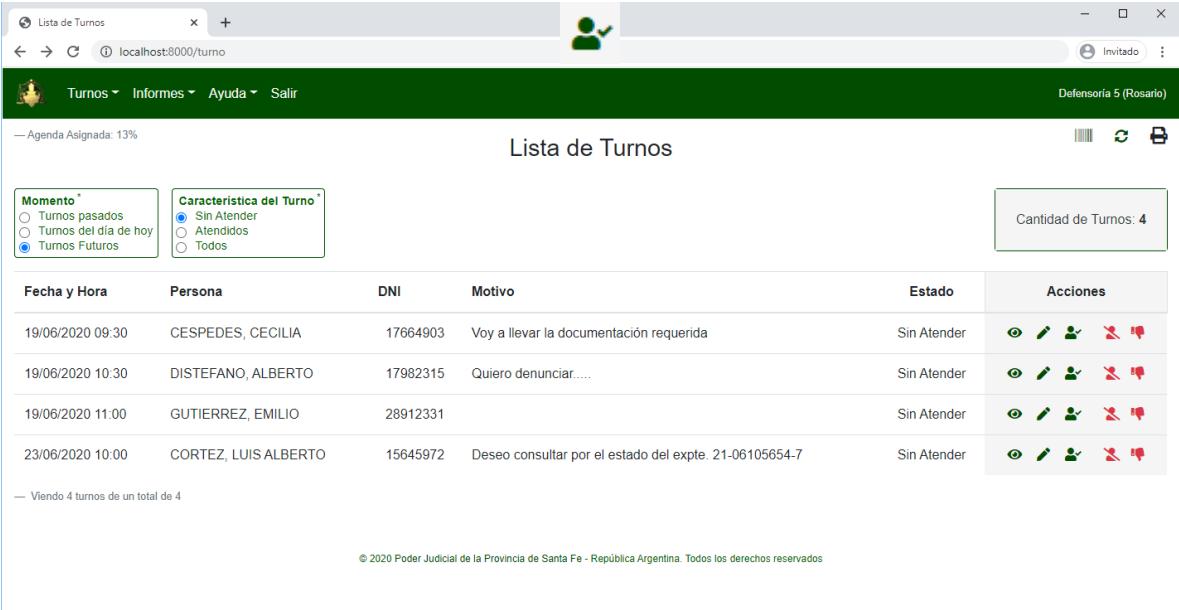 Lista de Turnos
localhost:8000/turno
Invitado
Turnos Informes Ayuda Salir
Defensoría 5 (Rosario)
— Agenda Asignada: 13%
Lista de Turnos
Momento *
Turnos pasados
Turnos del día de hoy
Turnos Futuros
Característica del Turno *
Sin Atender
Atendidos
Todos
Cantidad de Turnos: 4
Fecha y Hora Persona DNI Motivo Estado Acciones
19/06/2020 09:30 CESPEDES, CECILIA 17664903 Voy a llevar la documentación requerida Sin Atender
19/06/2020 10:30 DISTEFANO, ALBERTO 17982315 Quiero denunciar..... Sin Atender
19/06/2020 11:00 GUTIERREZ, EMILIO 28912331 Sin Atender
23/06/2020 10:00 CORTEZ, LUIS ALBERTO 15645972 Deseo consultar por el estado del expte. 21-06105654-7 Sin Atender
— Viendo 4 turnos de un total de 4
© 2020 Poder Judicial de la Provincia de Santa Fe - República Argentina. Todos los derechos reservados